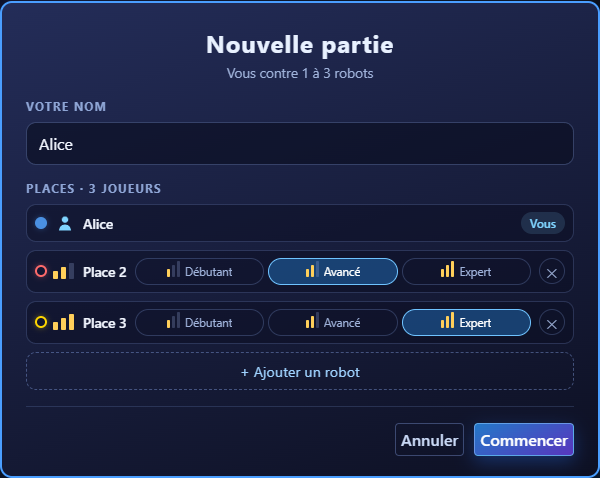 Nouvelle partie
Vous contre 1 à 3 robots
VOTRE NOM
Alice
PLACES · 3 JOUEURS
Alice Vous
Place 2 Débutant Avancé Expert ×
Place 3 Débutant Avancé Expert ×
+ Ajouter un robot
Annuler Commencer